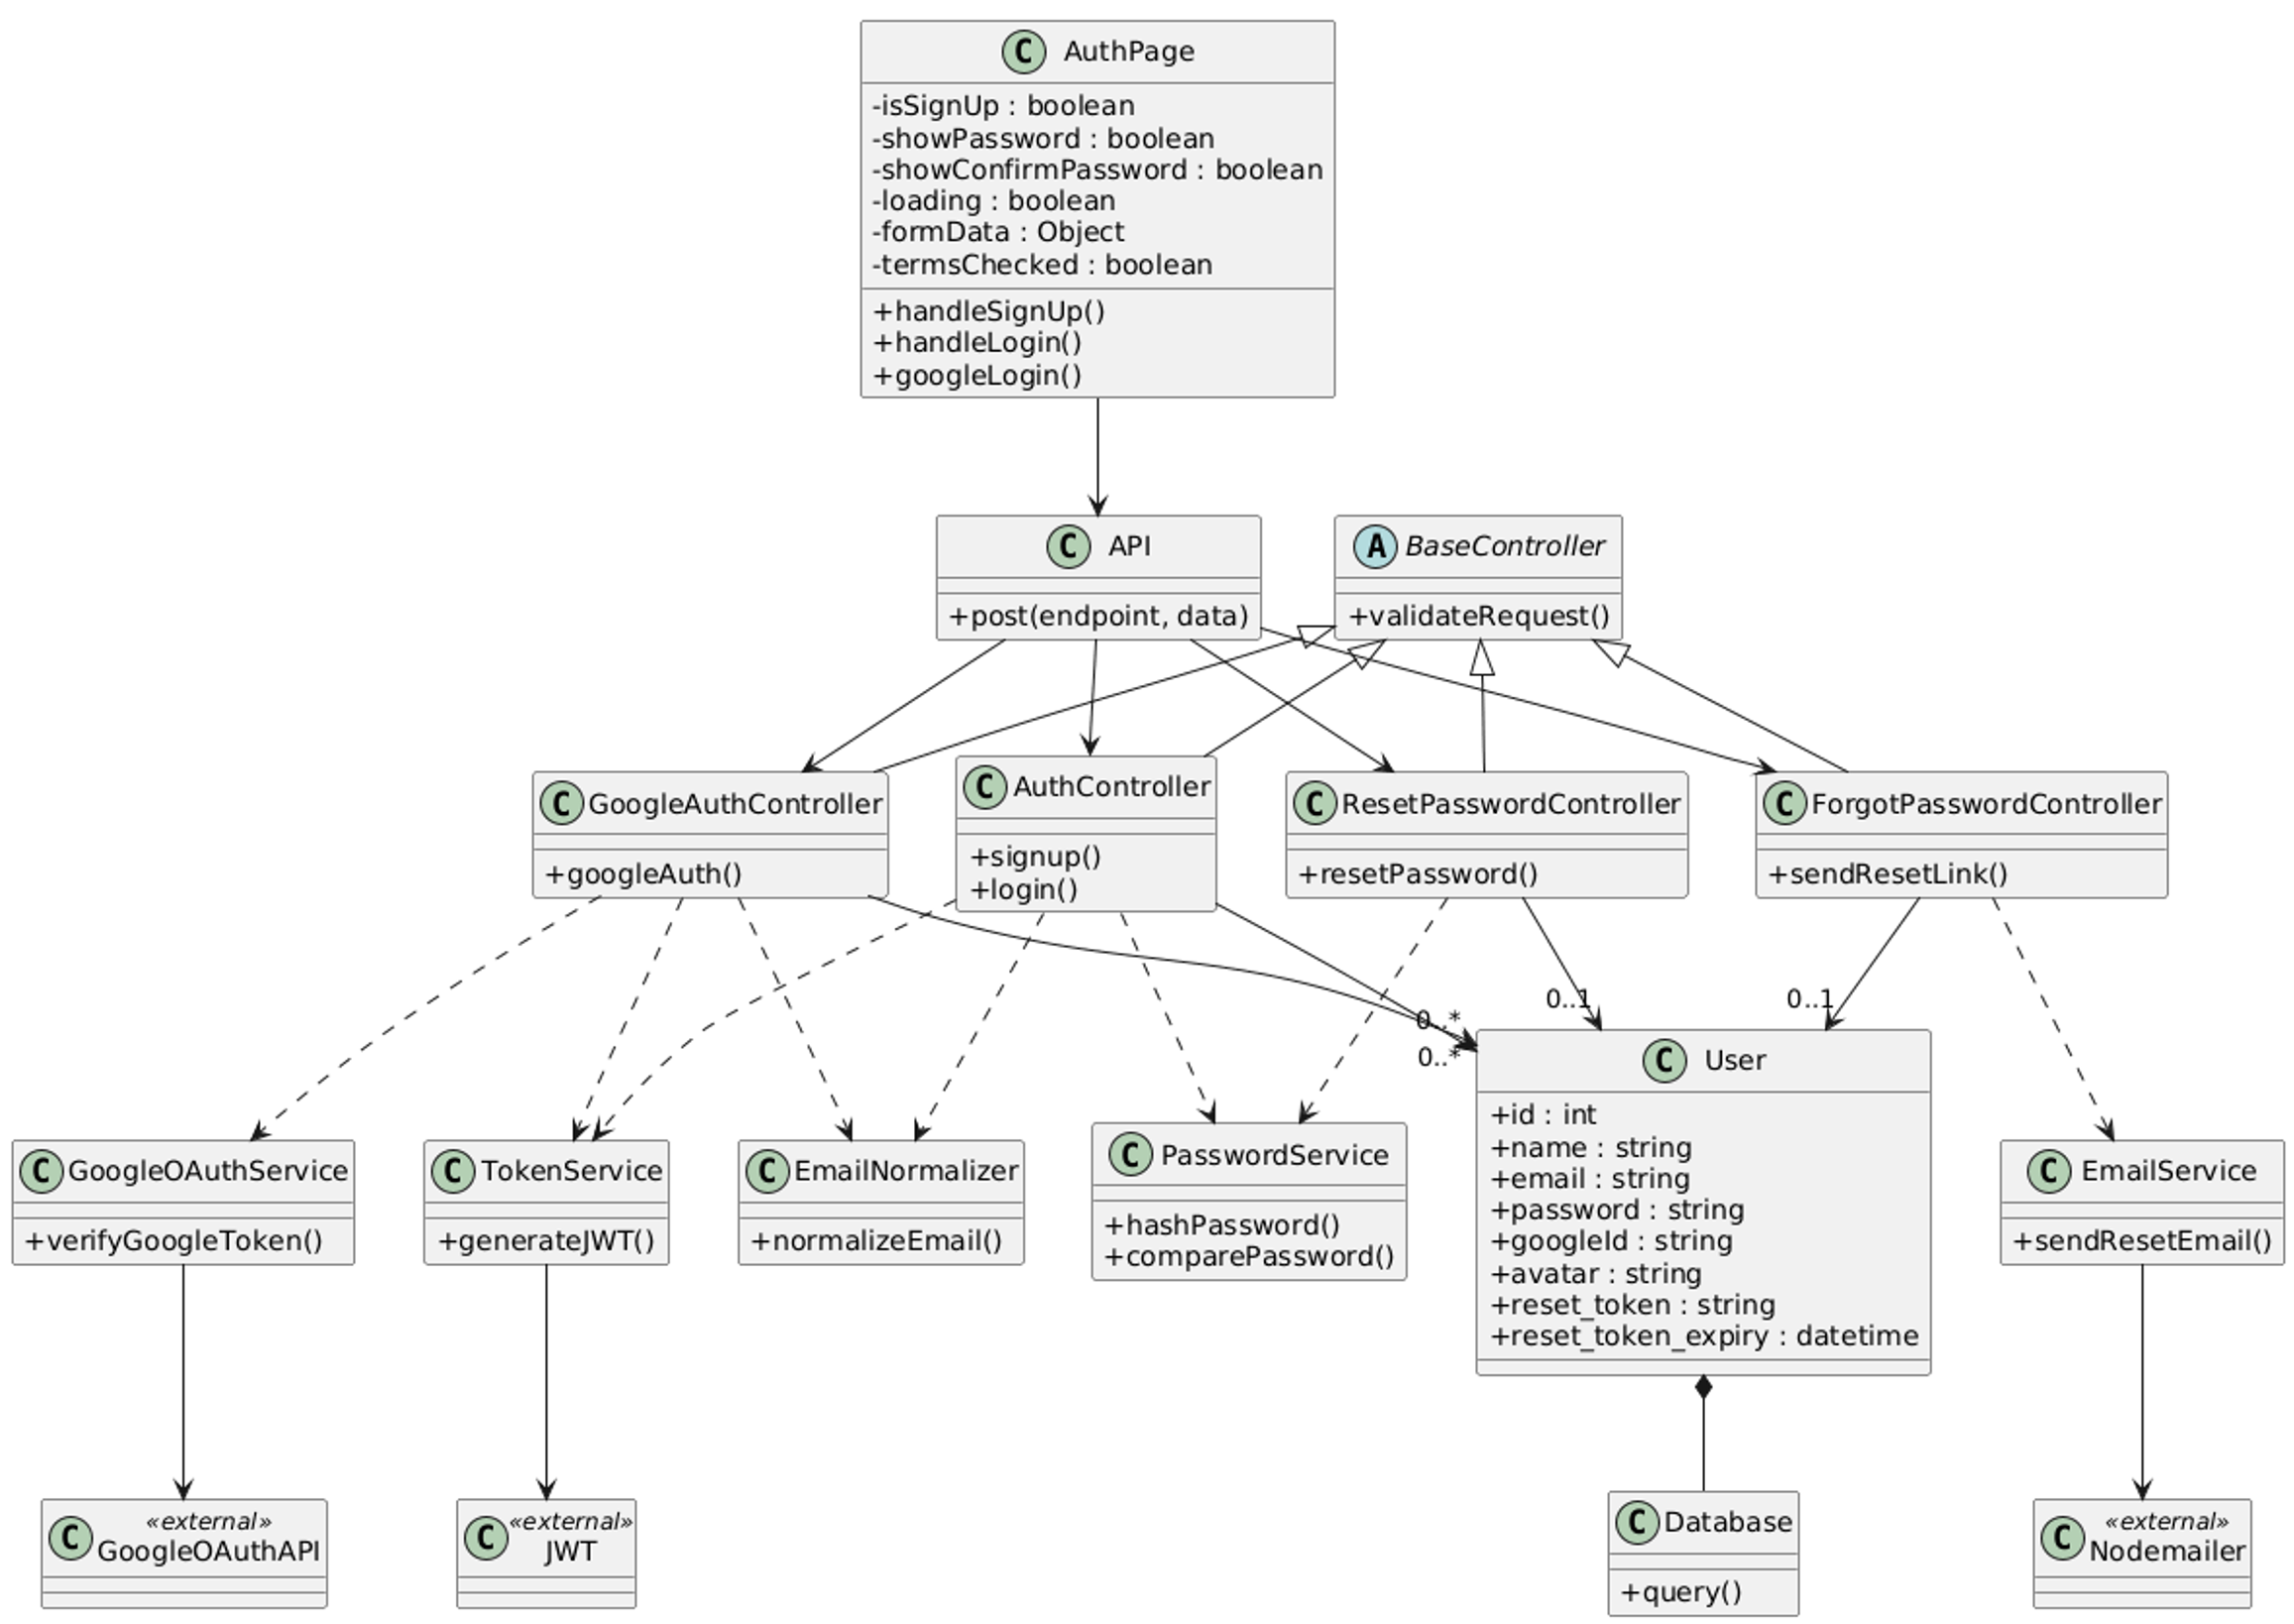 C AuthPage
-isSignUp : boolean
-showPassword : boolean
-showConfirmPassword : boolean
-loading : boolean
-formData : Object
-termsChecked : boolean
+handleSignUp()
+handleLogin()
+googleLogin()
C API
+post(endpoint, data)
A BaseController
+validateRequest()
C GoogleAuthController
+googleAuth()
C AuthController
+signup()
+login()
C ResetPasswordController
+resetPassword()
C ForgotPasswordController
+sendResetLink()
0..*
0..*
0..1
0..1
C GoogleOAuthService
+verifyGoogleToken()
C TokenService
+generateJWT()
C EmailNormalizer
+normalizeEmail()
C PasswordService
+hashPassword()
+comparePassword()
C User
+id : int
+name : string
+email : string
+password : string
+googleId : string
+avatar : string
+reset_token : string
+reset_token_expiry : datetime
C EmailService
+sendResetEmail()
C «external»
GoogleOAuthAPI
C «external»
JWT
C Database
+query()
C «external»
Nodemailer